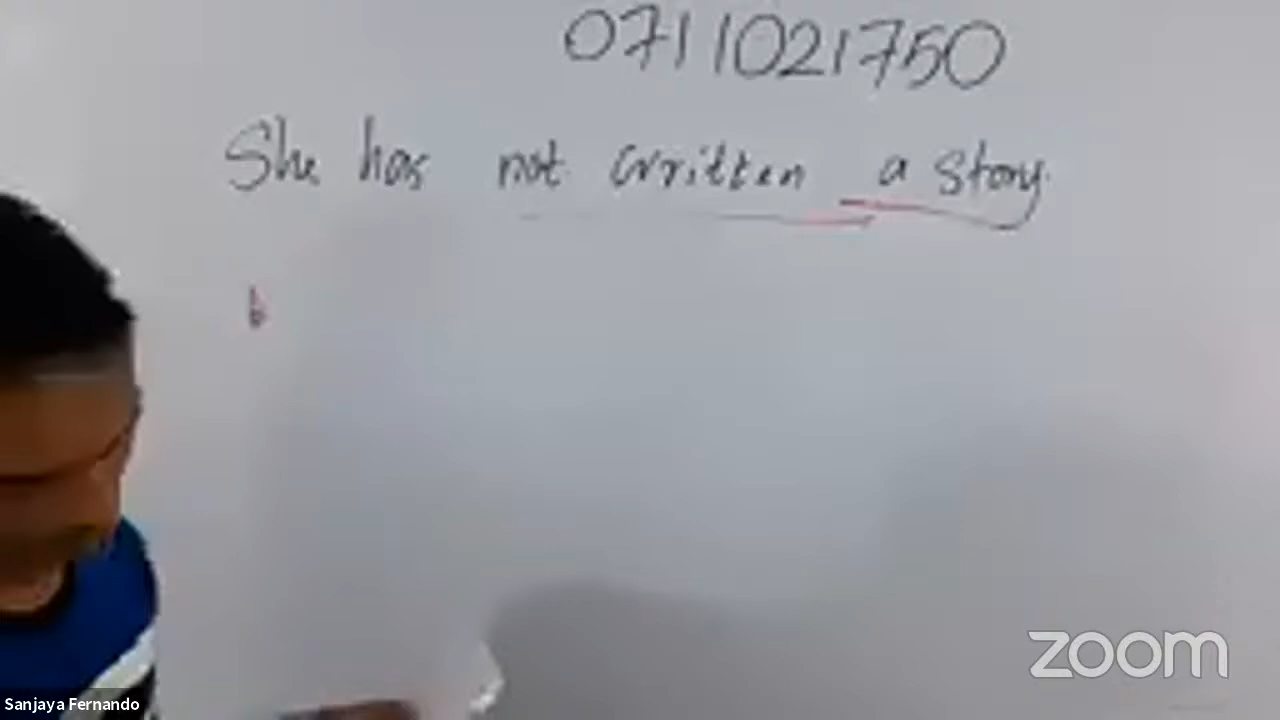 0711021750
She has not written a story.
b
Sanjaya Fernando
zoom